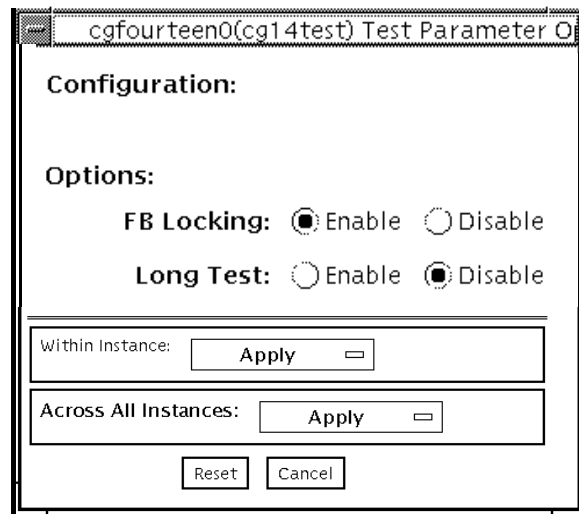 cgfourteen0(cg14test) Test Parameter O
Configuration:
Options:
FB Locking: Enable Disable
Long Test: Enable Disable
Within Instance: Apply
Across All Instances: Apply
Reset Cancel